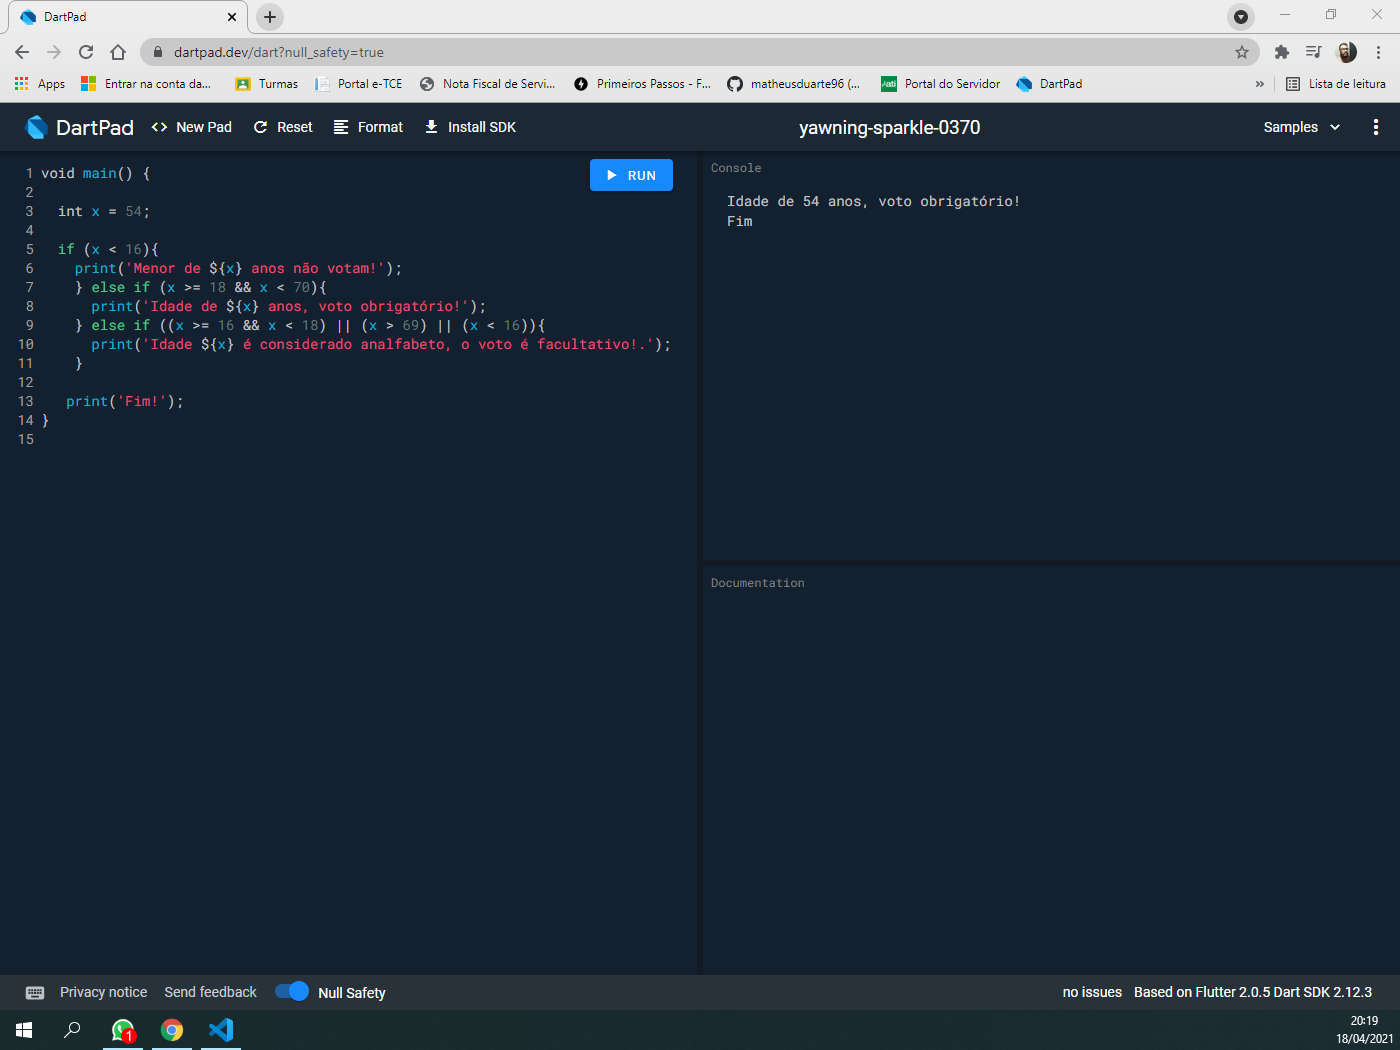 DartPad
dartpad.dev/dart?null_safety=true
Apps Entrar na conta da... Turmas Portal e-TCE Nota Fiscal de Servi... Primeiros Passos - F... matheusduarte96 (... Portal do Servidor DartPad » Lista de leitura
DartPad <> New Pad Reset Format Install SDK yawning-sparkle-0370 Samples
RUN
1 void main() {
2
3   int x = 54;
4
5   if (x < 16){
6     print('Menor de ${x} anos não votam!');
7     } else if (x >= 18 && x < 70){
8       print('Idade de ${x} anos, voto obrigatório!');
9     } else if ((x >= 16 && x < 18) || (x > 69) || (x < 16)){
10       print('Idade ${x} é considerado analfabeto, o voto é facultativo!.');
11     }
12
13    print('Fim!');
14 }
15
Console
Idade de 54 anos, voto obrigatório!
Fim
Documentation
Privacy notice Send feedback Null Safety no issues Based on Flutter 2.0.5 Dart SDK 2.12.3
1
20:19
18/04/2021